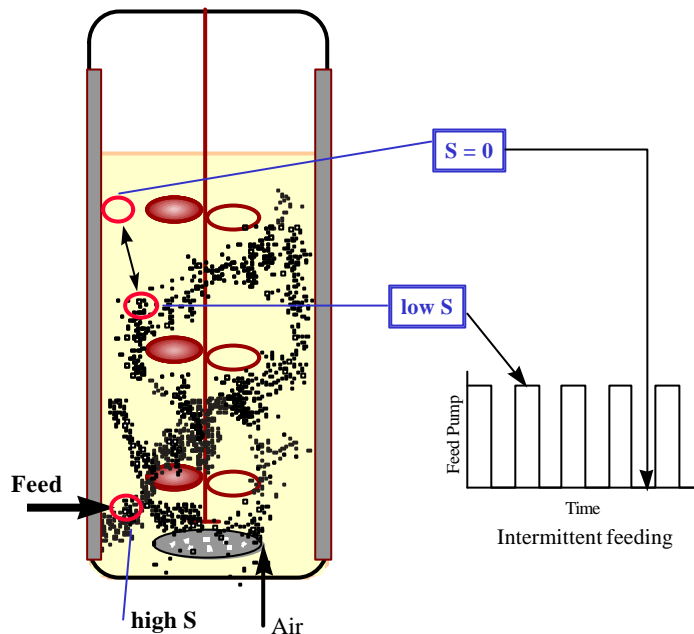 S = 0
low S
Feed Pump
Feed
Time
Intermittent feeding
high S
Air